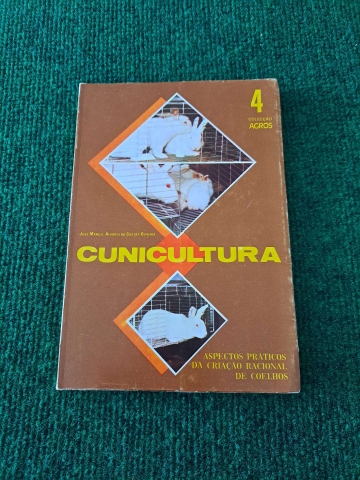 4
COLECÇÃO
AGROS
CUNICULTURA
ASPECTOS PRÁTICOS
DA CRIAÇÃO RACIONAL
DE COELHOS